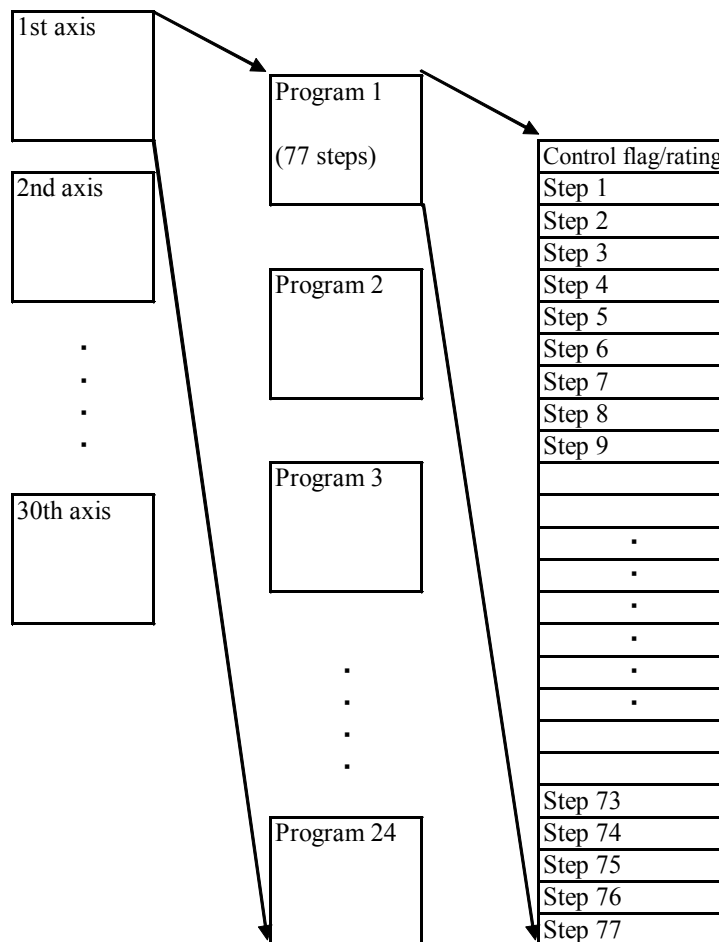 1st axis
2nd axis
30th axis
Program 1
(77 steps)
Program 2
Program 3
Program 24
Control flag/rating
Step 1
Step 2
Step 3
Step 4
Step 5
Step 6
Step 7
Step 8
Step 9
Step 73
Step 74
Step 75
Step 76
Step 77